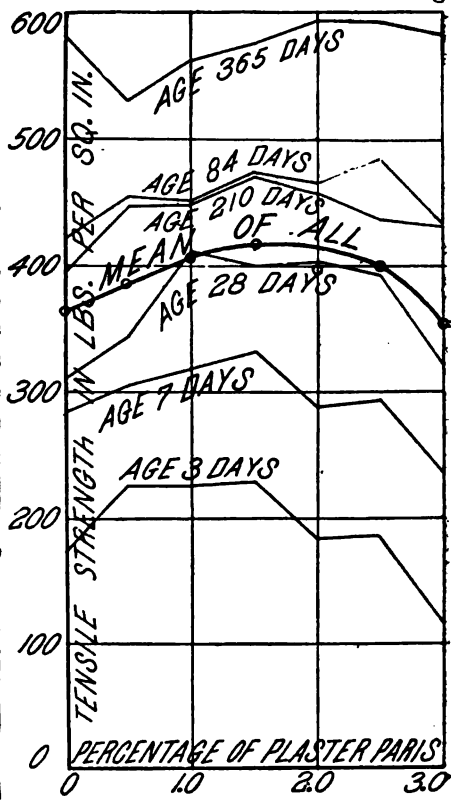 600
AGE 365 DAYS
500
AGE 84 DAYS
AGE 210 DAYS
MEAN OF ALL
400
AGE 28 DAYS
300
AGE 7 DAYS
AGE 3 DAYS
200
100
0
TENSILE STRENGTH IN LBS. PER SQ. IN.
PERCENTAGE OF PLASTER PARIS
0 1.0 2.0 3.0